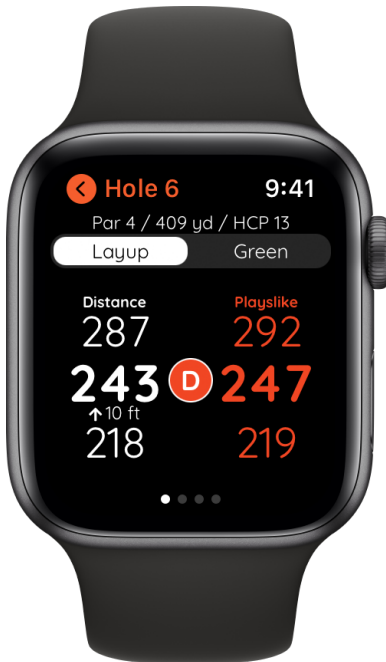 Hole 6 9:41
Par 4 / 409 yd / HCP 13
Layup Green
Distance Playslike
287 292
243 D 247
↑10 ft
218 219